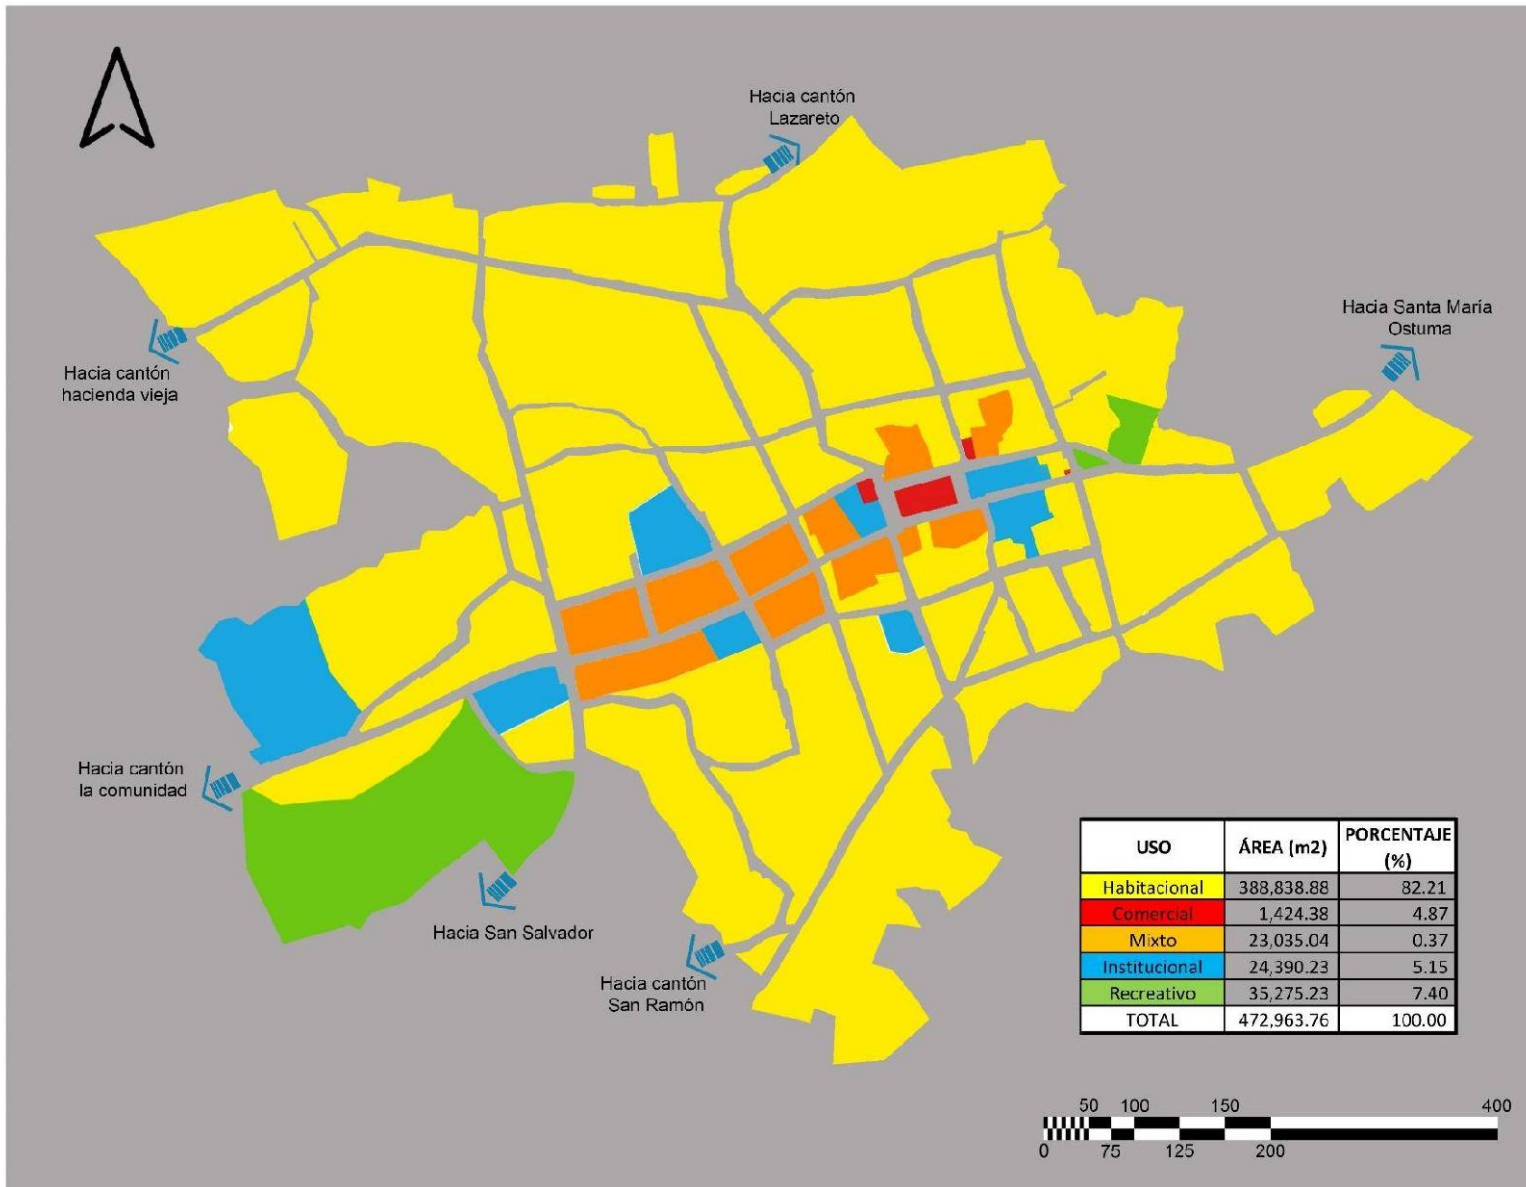 Hacia cantón
Lazareto
Hacia Santa María
Ostuma
Hacia cantón
hacienda vieja
Hacia cantón
la comunidad
Hacia San Salvador
Hacia cantón
San Ramón
USO ÁREA (m2) PORCENTAJE (%)
Habitacional 388,838.88 82.21
Comercial 1,424.38 4.87
Mixto 23,035.04 0.37
Institucional 24,390.23 5.15
Recreativo 35,275.23 7.40
TOTAL 472,963.76 100.00
50 100 150 400
0 75 125 200